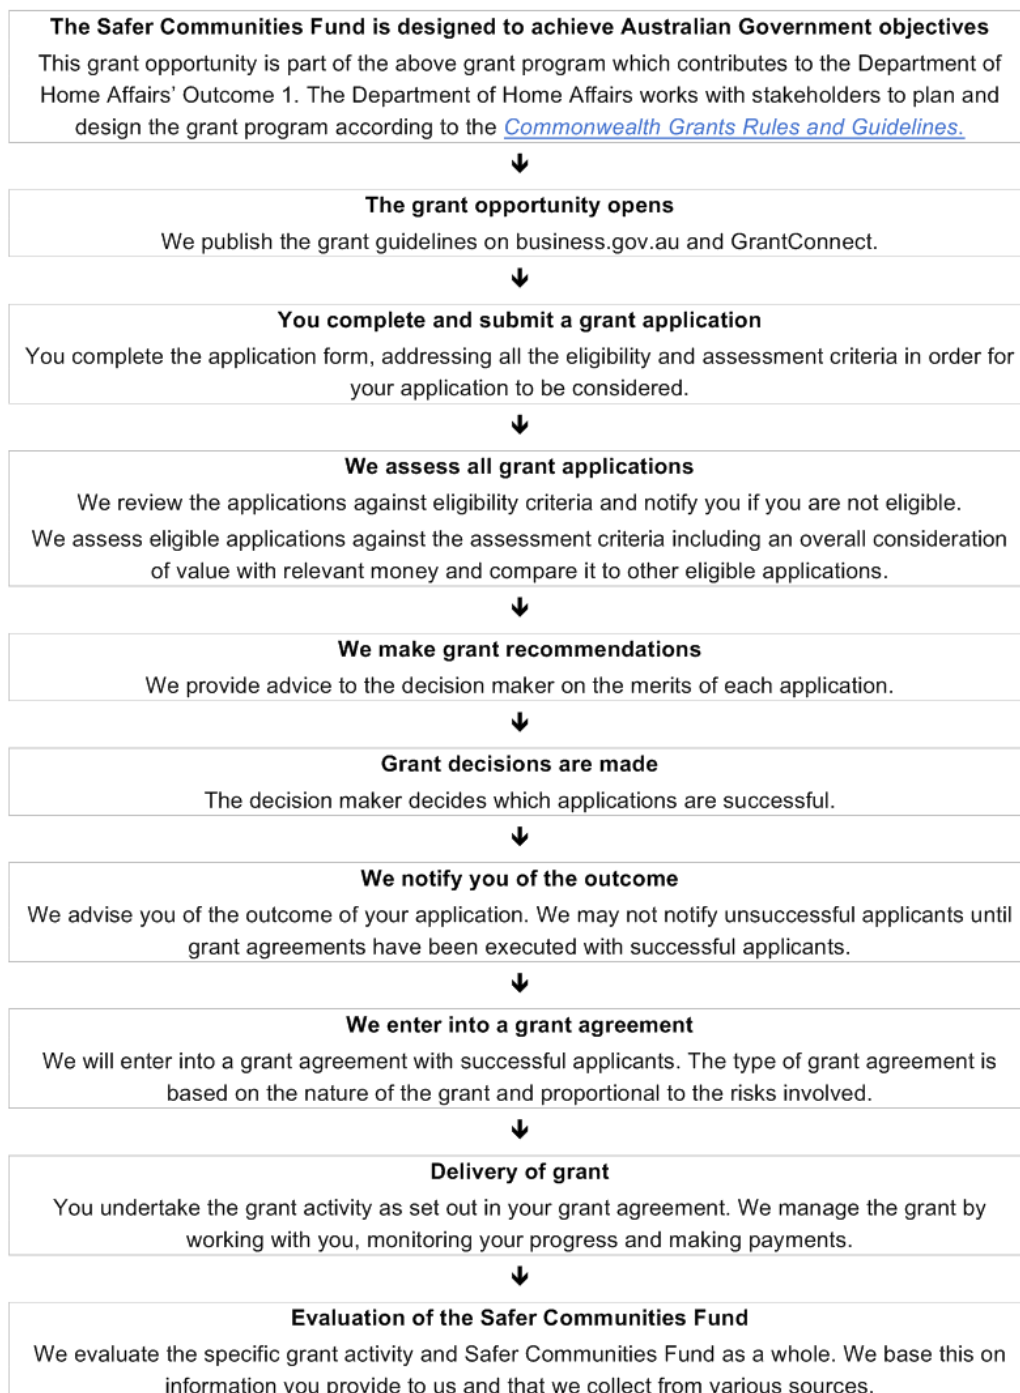 The Safer Communities Fund is designed to achieve Australian Government objectives
This grant opportunity is part of the above grant program which contributes to the Department of
Home Affairs' Outcome 1. The Department of Home Affairs works with stakeholders to plan and
design the grant program according to the Commonwealth Grants Rules and Guidelines.
The grant opportunity opens
We publish the grant guidelines on business.gov.au and GrantConnect.
You complete and submit a grant application
You complete the application form, addressing all the eligibility and assessment criteria in order for
your application to be considered.
We assess all grant applications
We review the applications against eligibility criteria and notify you if you are not eligible.
We assess eligible applications against the assessment criteria including an overall consideration
of value with relevant money and compare it to other eligible applications.
We make grant recommendations
We provide advice to the decision maker on the merits of each application.
Grant decisions are made
The decision maker decides which applications are successful.
We notify you of the outcome
We advise you of the outcome of your application. We may not notify unsuccessful applicants until
grant agreements have been executed with successful applicants.
We enter into a grant agreement
We will enter into a grant agreement with successful applicants. The type of grant agreement is
based on the nature of the grant and proportional to the risks involved.
Delivery of grant
You undertake the grant activity as set out in your grant agreement. We manage the grant by
working with you, monitoring your progress and making payments.
Evaluation of the Safer Communities Fund
We evaluate the specific grant activity and Safer Communities Fund as a whole. We base this on
information you provide to us and that we collect from various sources.